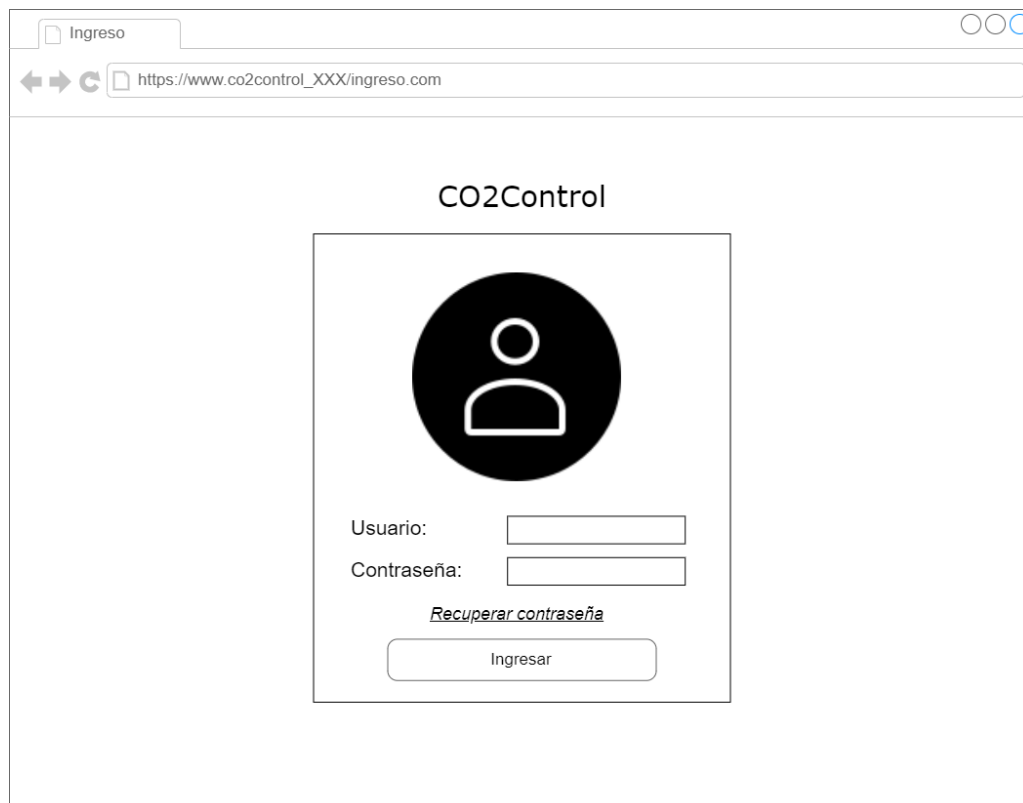 Ingreso
https://www.co2control_XXX/ingreso.com
CO2Control
Usuario:
Contraseña:
Recuperar contraseña
Ingresar